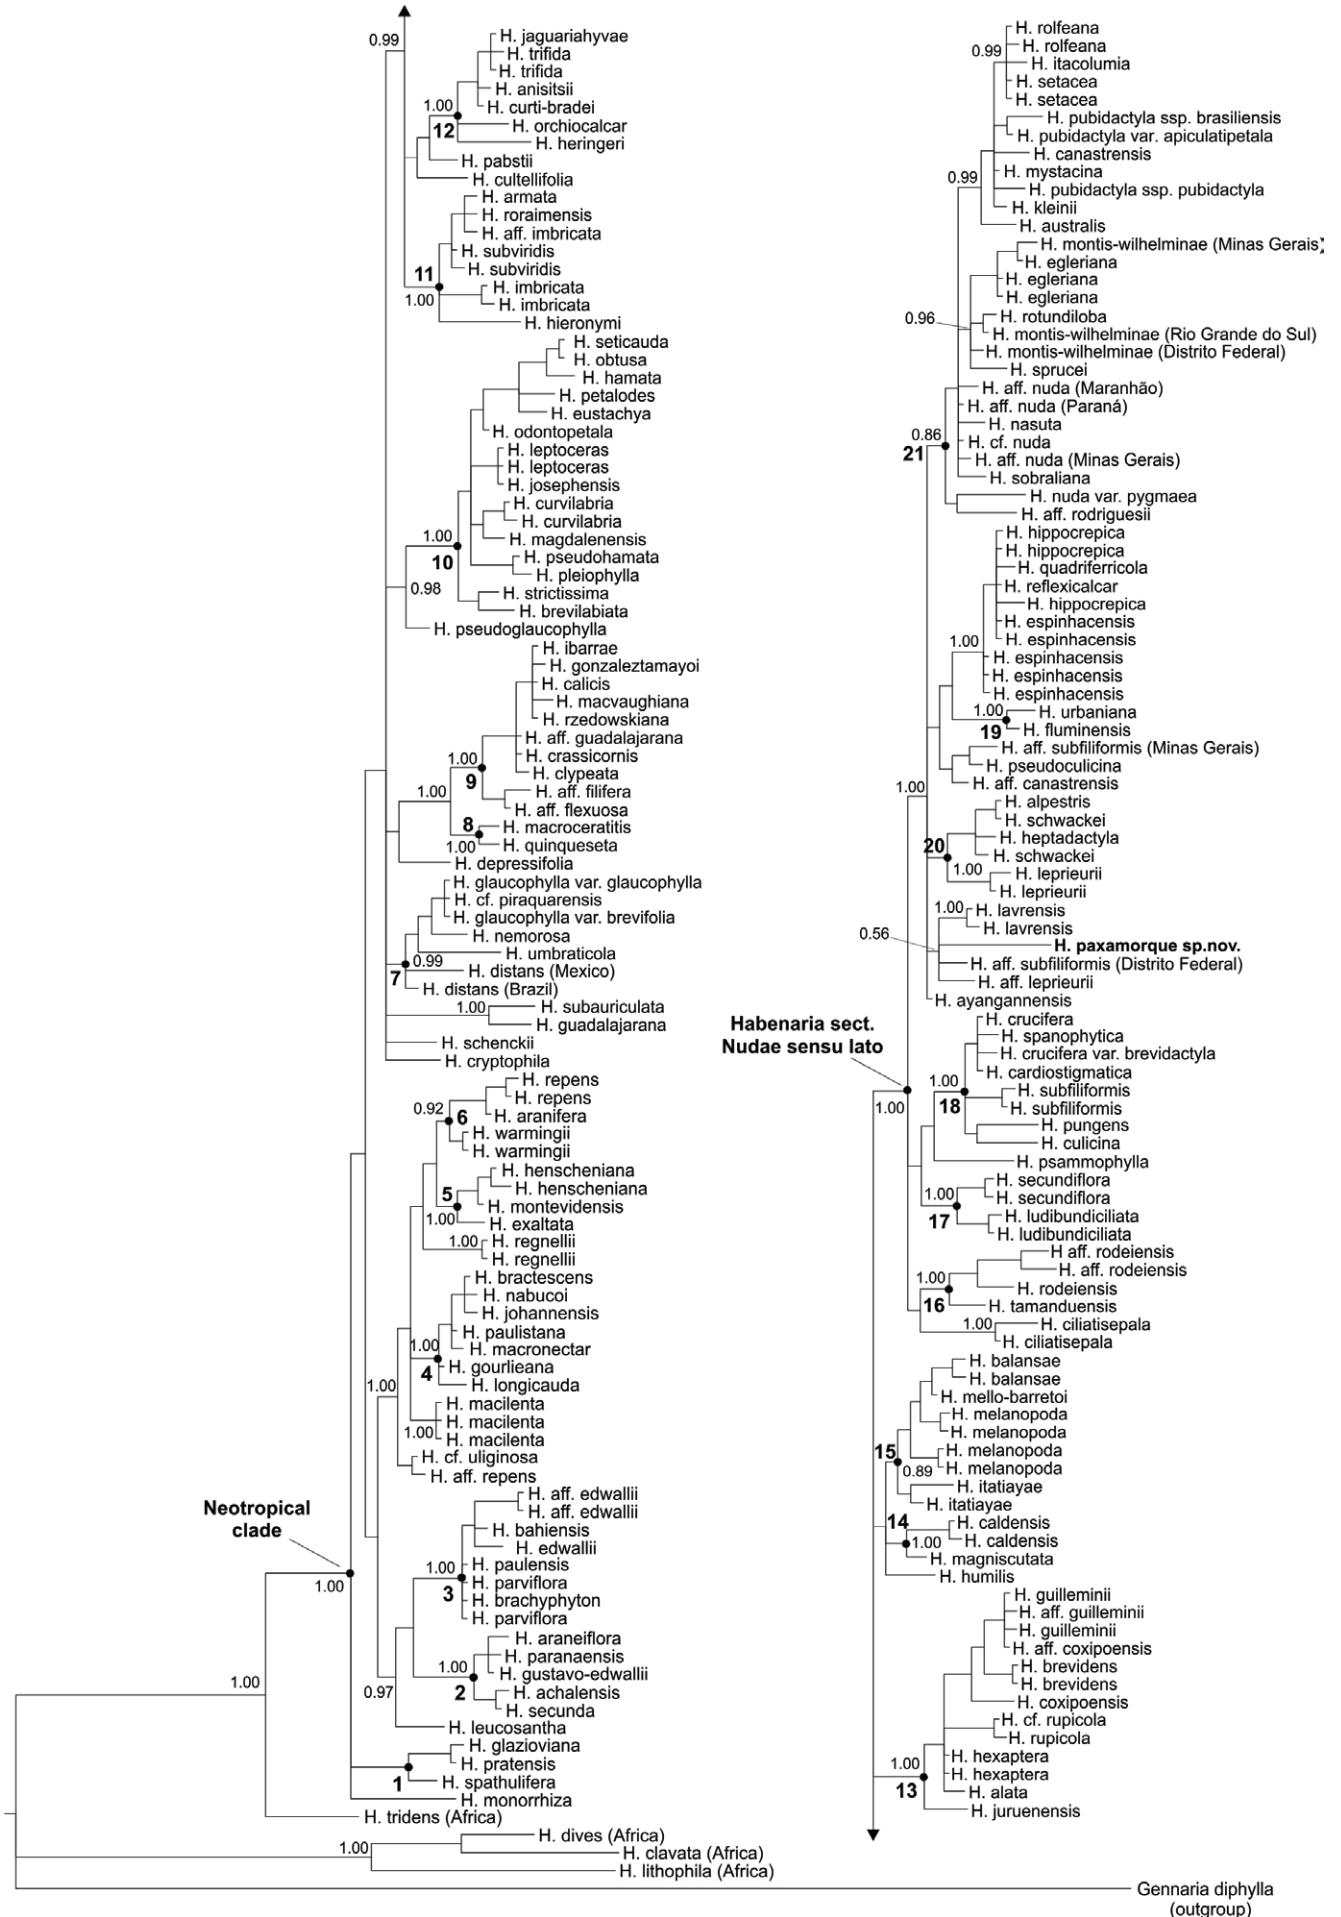 0.99
H. jaguariahyvae
H. trifida
H. trifida
H. anisitsii
H. curti-bradei
1.00
12
H. orchiocalcar
H. heringeri
H. pabstii
H. cultellifolia
H. armata
H. roraimensis
H. aff. imbricata
H. subviridis
H. subviridis
11
1.00
H. imbricata
H. imbricata
H. hieronymi
H. seticauda
H. obtusa
H. hamata
H. petalodes
H. eustachya
H. odontopetala
H. leptoceras
H. leptoceras
H. josephensis
H. curvilabria
H. curvilabria
H. magdalenensis
1.00
10
H. pseudohamata
H. pleiophylla
0.98
H. strictissima
H. brevilabiata
H. pseudoglaucophylla
H. ibarrae
H. gonzaleztamayoi
H. calicis
H. macvaughiana
H. rzedowskiana
H. aff. guadalajarana
H. crassicornis
1.00
9
H. clypeata
H. aff. filifera
H. aff. flexuosa
1.00
8
1.00
H. macroceratitis
H. quinqueseta
H. depressifolia
H. glaucophylla var. glaucophylla
H. cf. piraquarensis
H. glaucophylla var. brevifolia
H. nemorosa
H. umbraticola
7
0.99
H. distans (Mexico)
H. distans (Brazil)
1.00
H. subauriculata
H. guadalajarana
H. schenckii
H. cryptophila
H. repens
H. repens
0.92
6
H. aranifera
H. warmingii
H. warmingii
H. henscheniana
5
H. henscheniana
H. montevidensis
1.00
H. exaltata
1.00
H. regnellii
H. regnellii
H. bractescens
H. nabucoi
H. johannensis
H. paulistana
1.00
H. macronectar
4
H. gourlieana
H. longicauda
1.00
H. macilenta
H. macilenta
1.00
H. macilenta
H. cf. uliginosa
H. aff. repens
Neotropical
clade
1.00
H. aff. edwallii
H. aff. edwallii
H. bahiensis
H. edwallii
1.00
3
H. paulensis
H. parviflora
H. brachyphyton
H. parviflora
H. araneiflora
H. paranaensis
1.00
2
H. gustavo-edwallii
H. achalensis
H. secunda
0.97
H. leucosantha
H. glazioviana
H. pratensis
1
H. spathulifera
H. monorrhiza
1.00
H. tridens (Africa)
H. dives (Africa)
1.00
H. clavata (Africa)
H. lithophila (Africa)
Gennaria diphylla
(outgroup)
H. rolfeana
0.99
H. rolfeana
H. itacolumia
H. setacea
H. setacea
H. pubidactyla ssp. brasiliensis
H. pubidactyla var. apiculatipetala
H. canastrensis
0.99
H. mystacina
H. pubidactyla ssp. pubidactyla
H. kleinii
H. australis
H. montis-wilhelminae (Minas Gerais)
H. egleriana
H. egleriana
H. egleriana
0.96
H. rotundiloba
H. montis-wilhelminae (Rio Grande do Sul)
H. montis-wilhelminae (Distrito Federal)
H. sprucei
H. aff. nuda (Maranhão)
H. aff. nuda (Paraná)
H. nasuta
0.86
21
H. cf. nuda
H. aff. nuda (Minas Gerais)
H. sobraliana
H. nuda var. pygmaea
H. aff. rodriguesii
H. hippocrepica
H. hippocrepica
H. quadriferricola
H. reflexicalcar
H. hippocrepica
H. espinhacensis
1.00
H. espinhacensis
H. espinhacensis
H. espinhacensis
H. espinhacensis
1.00
19
H. urbaniana
H. fluminensis
H. aff. subfiliformis (Minas Gerais)
H. pseudoculicina
H. aff. canastrensis
1.00
H. alpestris
H. schwackei
20
H. heptadactyla
H. schwackei
1.00
H. leprieurii
H. leprieurii
1.00
H. lavrensis
H. lavrensis
0.56
H. paxamorque sp.nov.
H. aff. subfiliformis (Distrito Federal)
H. aff. leprieurii
H. ayangannensis
Habenaria sect.
Nudae sensu lato
1.00
H. crucifera
H. spanophytica
H. crucifera var. brevidactyla
H. cardiostigmatica
1.00
18
H. subfiliformis
H. subfiliformis
H. pungens
H. culicina
H. psammophylla
1.00
17
H. secundiflora
H. secundiflora
H. ludibundiciliata
H. ludibundiciliata
H aff. rodeiensis
H. aff. rodeiensis
1.00
16
H. rodeiensis
H. tamanduensis
1.00
H. ciliatisepala
H. ciliatisepala
H. balansae
H. balansae
H. mello-barretoi
H. melanopoda
H. melanopoda
15
0.89
H. melanopoda
H. melanopoda
H. itatiayae
H. itatiayae
14
1.00
H. caldensis
H. caldensis
H. magniscutata
H. humilis
H. guilleminii
H. aff. guilleminii
H. guilleminii
H. aff. coxipoensis
H. brevidens
H. brevidens
H. coxipoensis
H. cf. rupicola
H. rupicola
1.00
13
H. hexaptera
H. hexaptera
H. alata
H. juruenensis